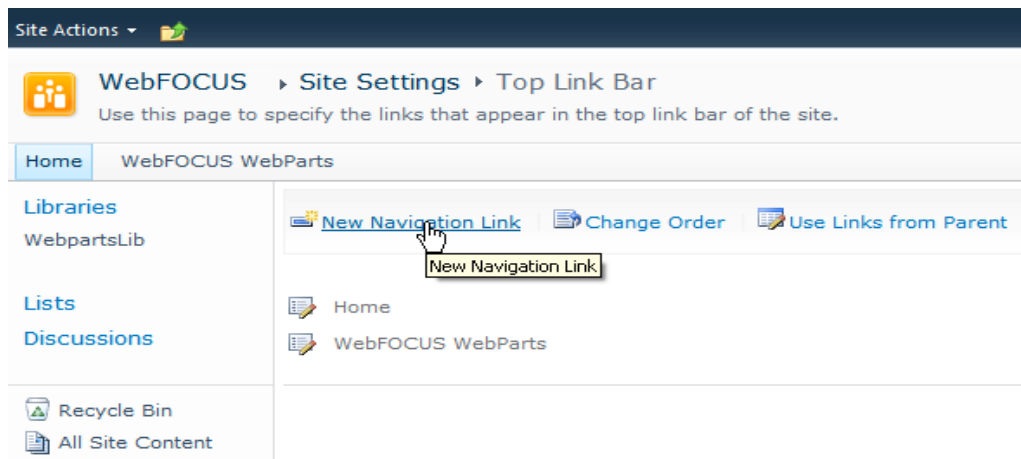 Site Actions
WebFOCUS Site Settings Top Link Bar
Use this page to specify the links that appear in the top link bar of the site.
Home WebFOCUS WebParts
Libraries
WebpartsLib
Lists
Discussions
Recycle Bin
All Site Content
New Navigation Link Change Order Use Links from Parent
New Navigation Link
Home
WebFOCUS WebParts